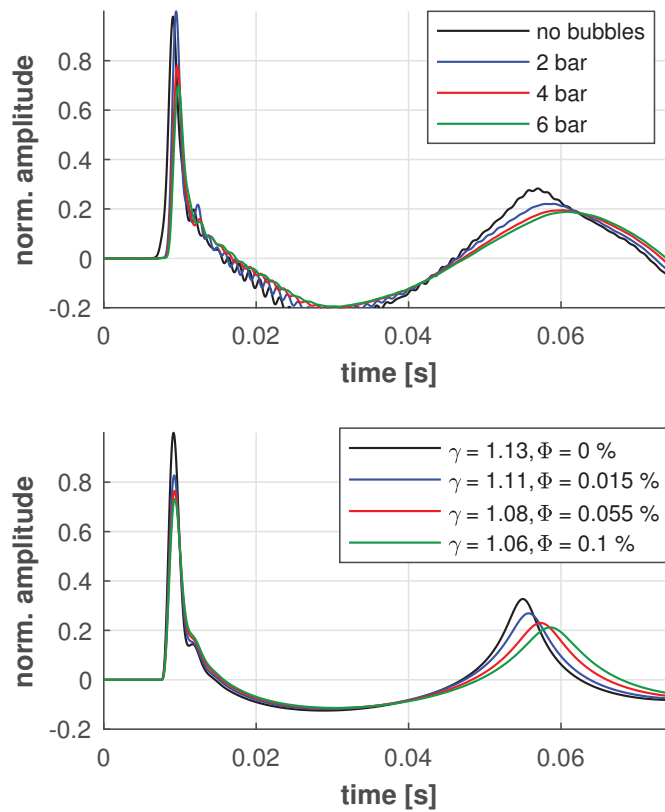 norm. amplitude
0.8
0.6
0.4
0.2
0
-0.2
0
0.02
0.04
0.06
time [s]
no bubbles
2 bar
4 bar
6 bar
norm. amplitude
0.8
0.6
0.4
0.2
0
-0.2
0
0.02
0.04
0.06
time [s]
γ = 1.13, Φ = 0 %
γ = 1.11, Φ = 0.015 %
γ = 1.08, Φ = 0.055 %
γ = 1.06, Φ = 0.1 %